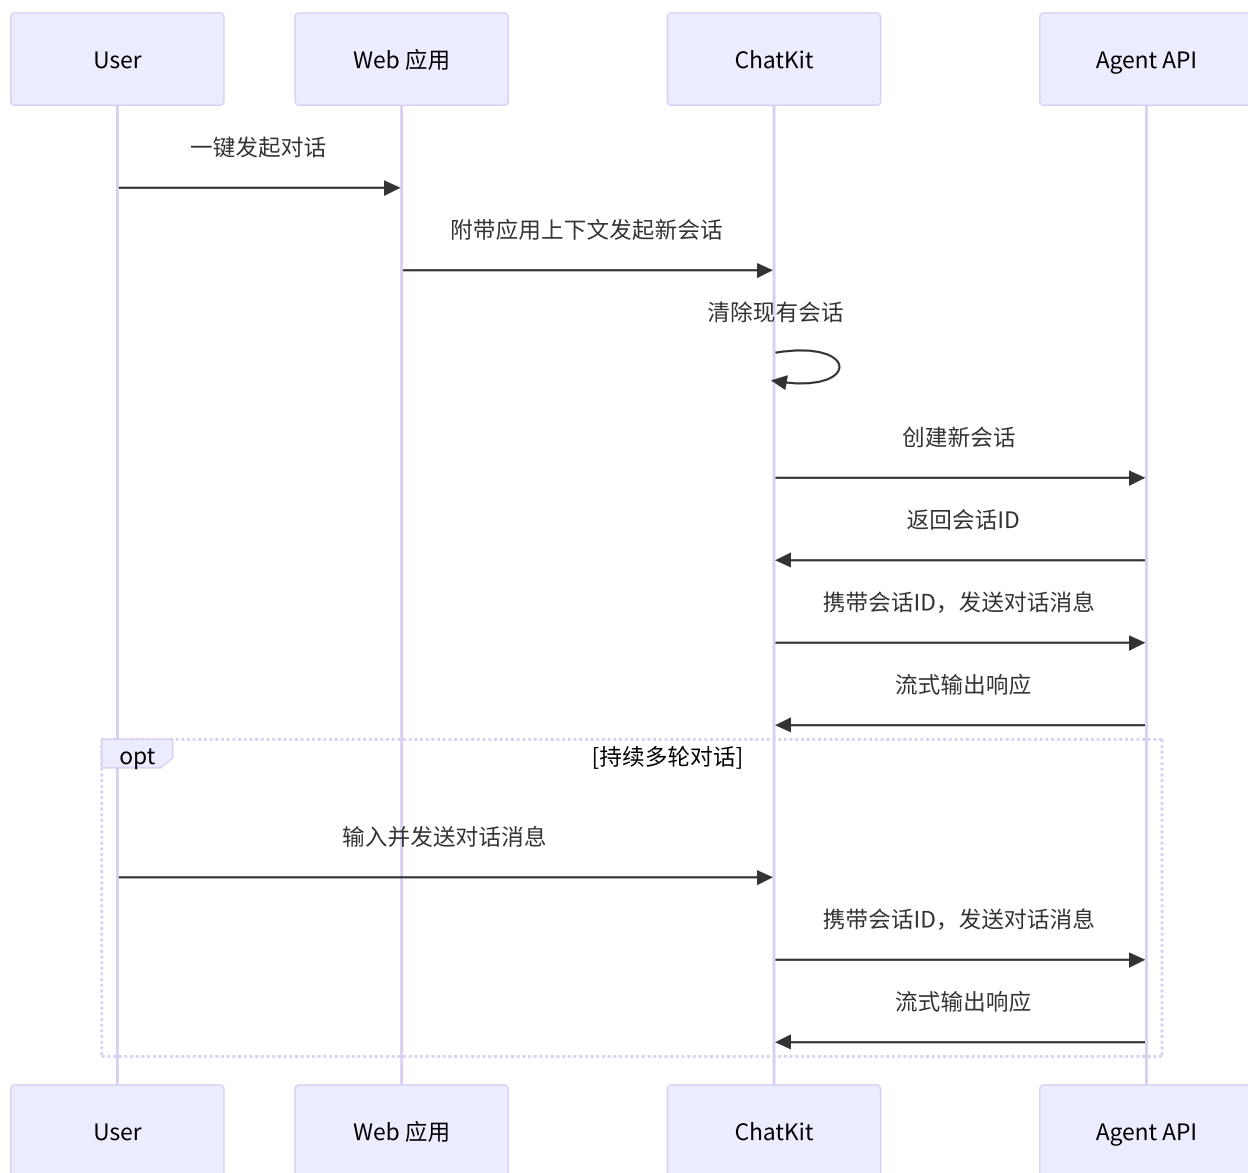 User
Web 应用
ChatKit
Agent API
一键发起对话
附带应用上下文发起新会话
清除现有会话
创建新会话
返回会话ID
携带会话ID，发送对话消息
流式输出响应
opt
[持续多轮对话]
输入并发送对话消息
携带会话ID，发送对话消息
流式输出响应
User
Web 应用
ChatKit
Agent API